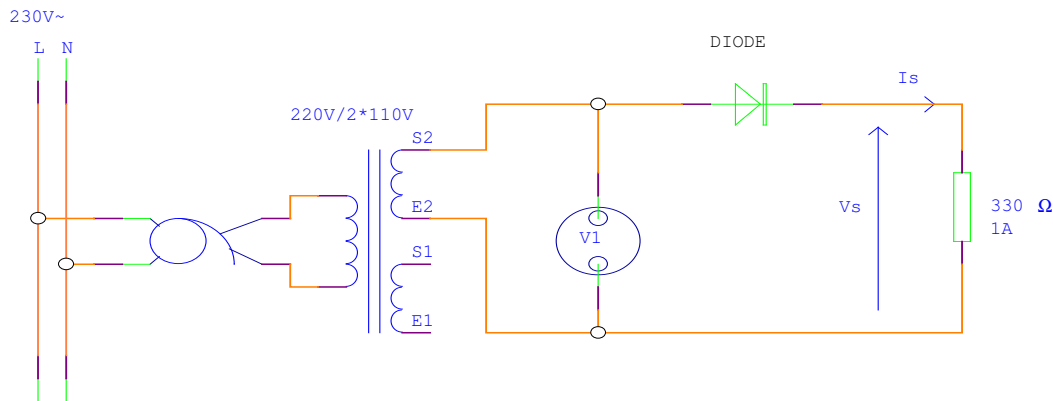 230V~
L N
DIODE
Is
220V/2*110V
S2
E2
S1
E1
V1
Vs
330 Ω
1A